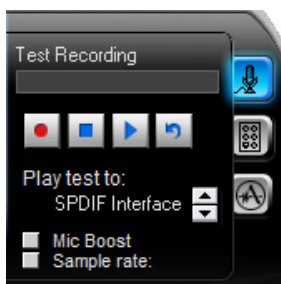 Test Recording
Play test to:
SPDIF Interface
Mic Boost
Sample rate: